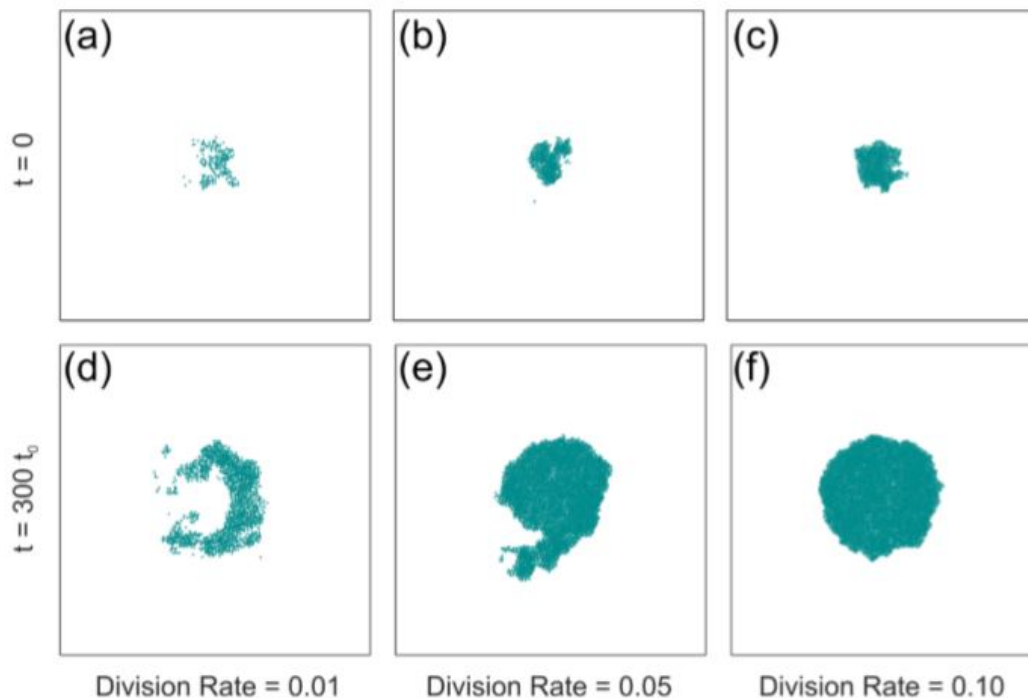 (a)
(b)
(c)
t = 0
(d)
(e)
(f)
t = 300 t₀
Division Rate = 0.01
Division Rate = 0.05
Division Rate = 0.10